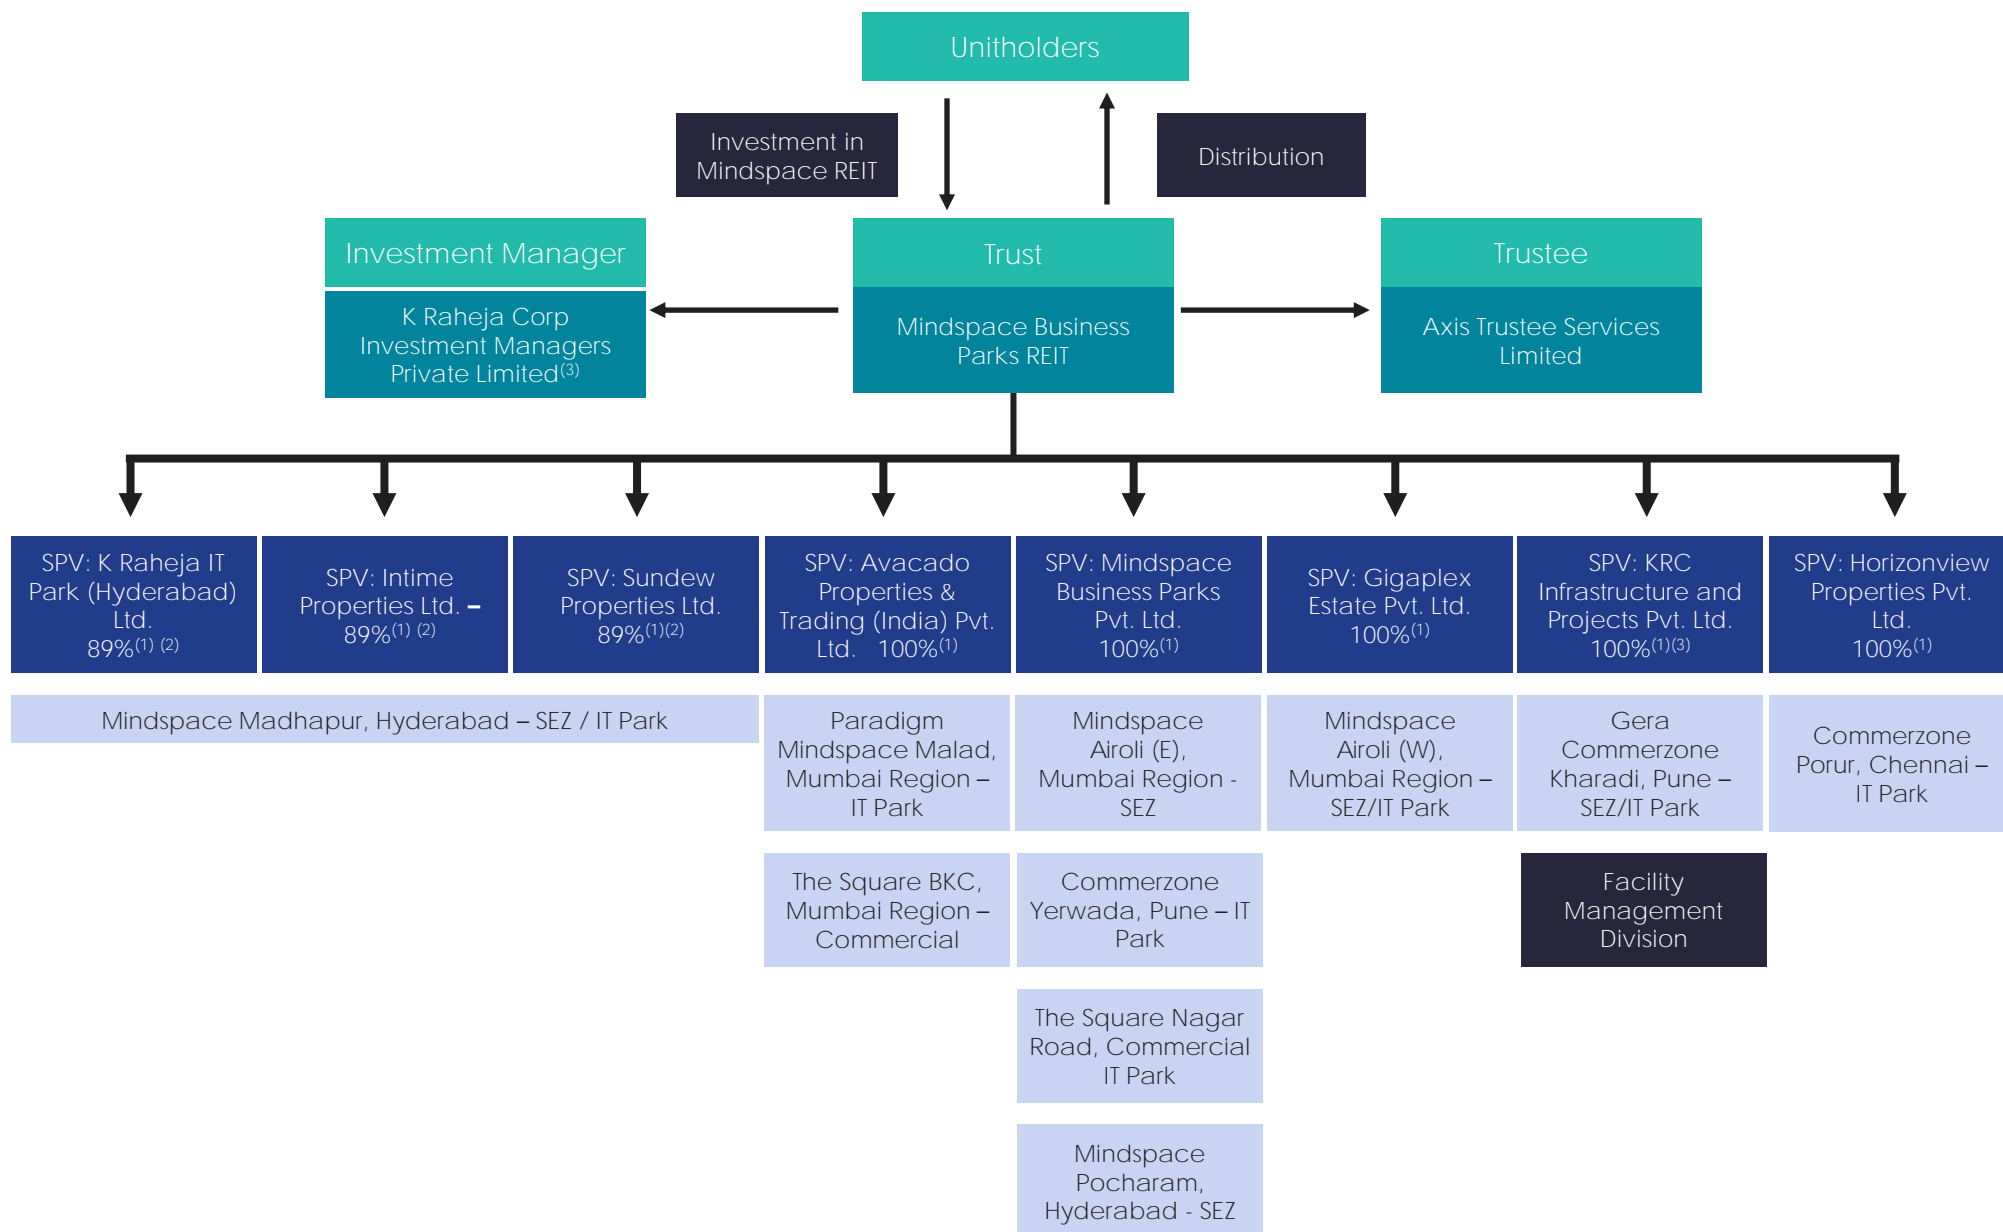 Unitholders
Investment in
Mindspace REIT
Distribution
Investment Manager
K Raheja Corp
Investment Managers
Private Limited(3)
Trust
Mindspace Business
Parks REIT
Trustee
Axis Trustee Services
Limited
SPV: K Raheja IT
Park (Hyderabad)
Ltd.
89%(1) (2)
SPV: Intime
Properties Ltd. –
89%(1) (2)
SPV: Sundew
Properties Ltd.
89%(1)(2)
SPV: Avacado
Properties &
Trading (India) Pvt.
Ltd. 100%(1)
SPV: Mindspace
Business Parks
Pvt. Ltd.
100%(1)
SPV: Gigaplex
Estate Pvt. Ltd.
100%(1)
SPV: KRC
Infrastructure and
Projects Pvt. Ltd.
100%(1)(3)
SPV: Horizonview
Properties Pvt.
Ltd.
100%(1)
Mindspace Madhapur, Hyderabad – SEZ / IT Park
Paradigm
Mindspace Malad,
Mumbai Region –
IT Park
Mindspace
Airoli (E),
Mumbai Region -
SEZ
Mindspace
Airoli (W),
Mumbai Region –
SEZ/IT Park
Gera
Commerzone
Kharadi, Pune –
SEZ/IT Park
Commerzone
Porur, Chennai –
IT Park
The Square BKC,
Mumbai Region –
Commercial
Commerzone
Yerwada, Pune – IT
Park
Facility
Management
Division
The Square Nagar
Road, Commercial
IT Park
Mindspace
Pocharam,
Hyderabad - SEZ